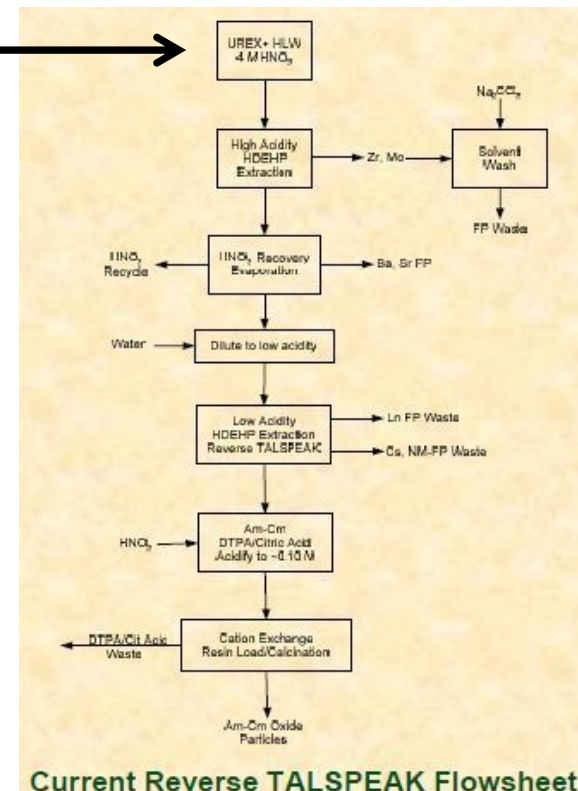 UREX+ HLW
4 M HNO₃
Na₂CO₃
High Acidity
HDEHP
Extraction
Zr, Mo
Solvent
Wash
FP Waste
HNO₃
Recycle
HNO₃ Recovery
Evaporation
Ba, Sr FP
Water
Dilute to low acidity
Low Acidity
HDEHP Extraction
Reverse TALSPEAK
Ln FP Waste
Cs, NM-FP Waste
HNO₃
Am-Cm
DTPA/Citric Acid
Acidify to ~0.10 M
DTPA/Cit Acid
Waste
Cation Exchange
Resin Load/Calcination
Am-Cm Oxide
Particles
Current Reverse TALSPEAK Flowsheet